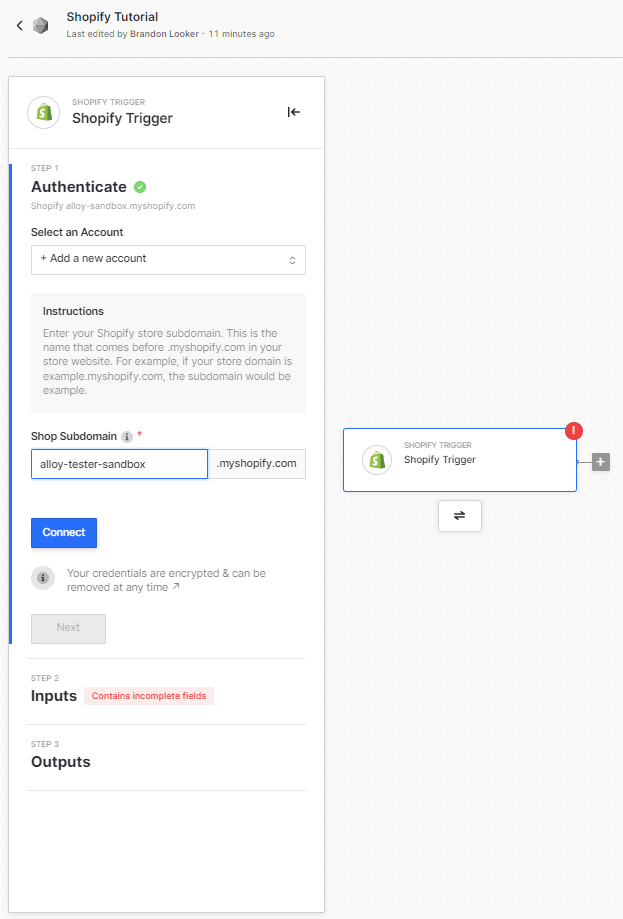 Shopify Tutorial
Last edited by Brandon Looker - 11 minutes ago
SHOPIFY TRIGGER
Shopify Trigger
STEP 1
Authenticate
Shopify alloy-sandbox.myshopify.com
Select an Account
+ Add a new account
Instructions
Enter your Shopify store subdomain. This is the
name that comes before .myshopify.com in your
store website. For example, if your store domain is
example.myshopify.com, the subdomain would be
example.
Shop Subdomain i *
alloy-tester-sandbox .myshopify.com
Connect
i Your credentials are encrypted & can be
removed at any time ↗
Next
STEP 2
Inputs Contains incomplete fields
STEP 3
Outputs
!
SHOPIFY TRIGGER
Shopify Trigger
+